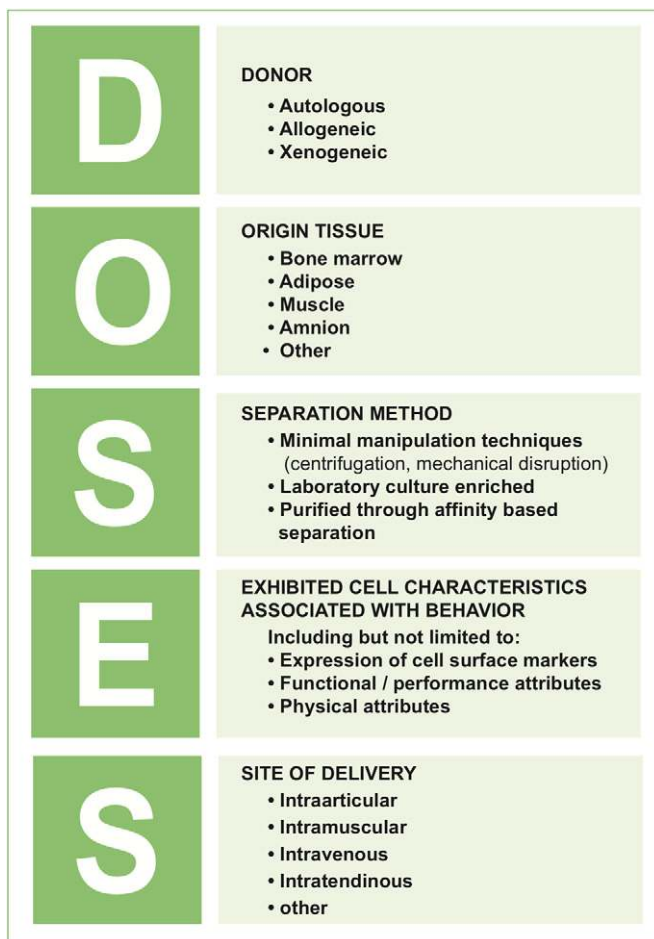 D
DONOR
• Autologous
• Allogeneic
• Xenogeneic
O
ORIGIN TISSUE
• Bone marrow
• Adipose
• Muscle
• Amnion
• Other
S
SEPARATION METHOD
• Minimal manipulation techniques
(centrifugation, mechanical disruption)
• Laboratory culture enriched
• Purified through affinity based
separation
E
EXHIBITED CELL CHARACTERISTICS
ASSOCIATED WITH BEHAVIOR
Including but not limited to:
• Expression of cell surface markers
• Functional / performance attributes
• Physical attributes
S
SITE OF DELIVERY
• Intraarticular
• Intramuscular
• Intravenous
• Intratendinous
• other